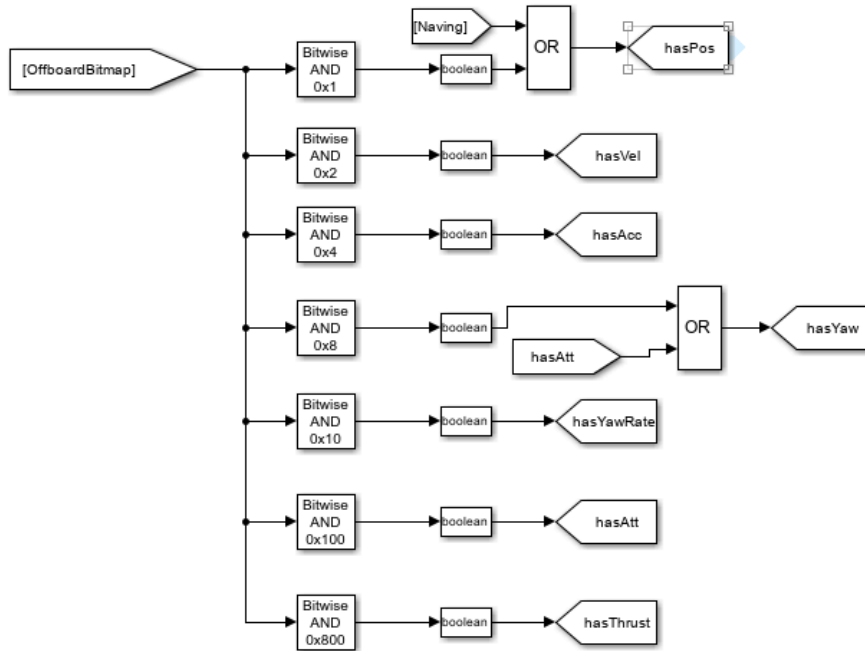 [Naving]
OR
hasPos
[OffboardBitmap]
Bitwise
AND
0x1
boolean
Bitwise
AND
0x2
boolean
hasVel
Bitwise
AND
0x4
boolean
hasAcc
Bitwise
AND
0x8
boolean
OR
hasYaw
hasAtt
Bitwise
AND
0x10
boolean
hasYawRate
Bitwise
AND
0x100
boolean
hasAtt
Bitwise
AND
0x800
boolean
hasThrust